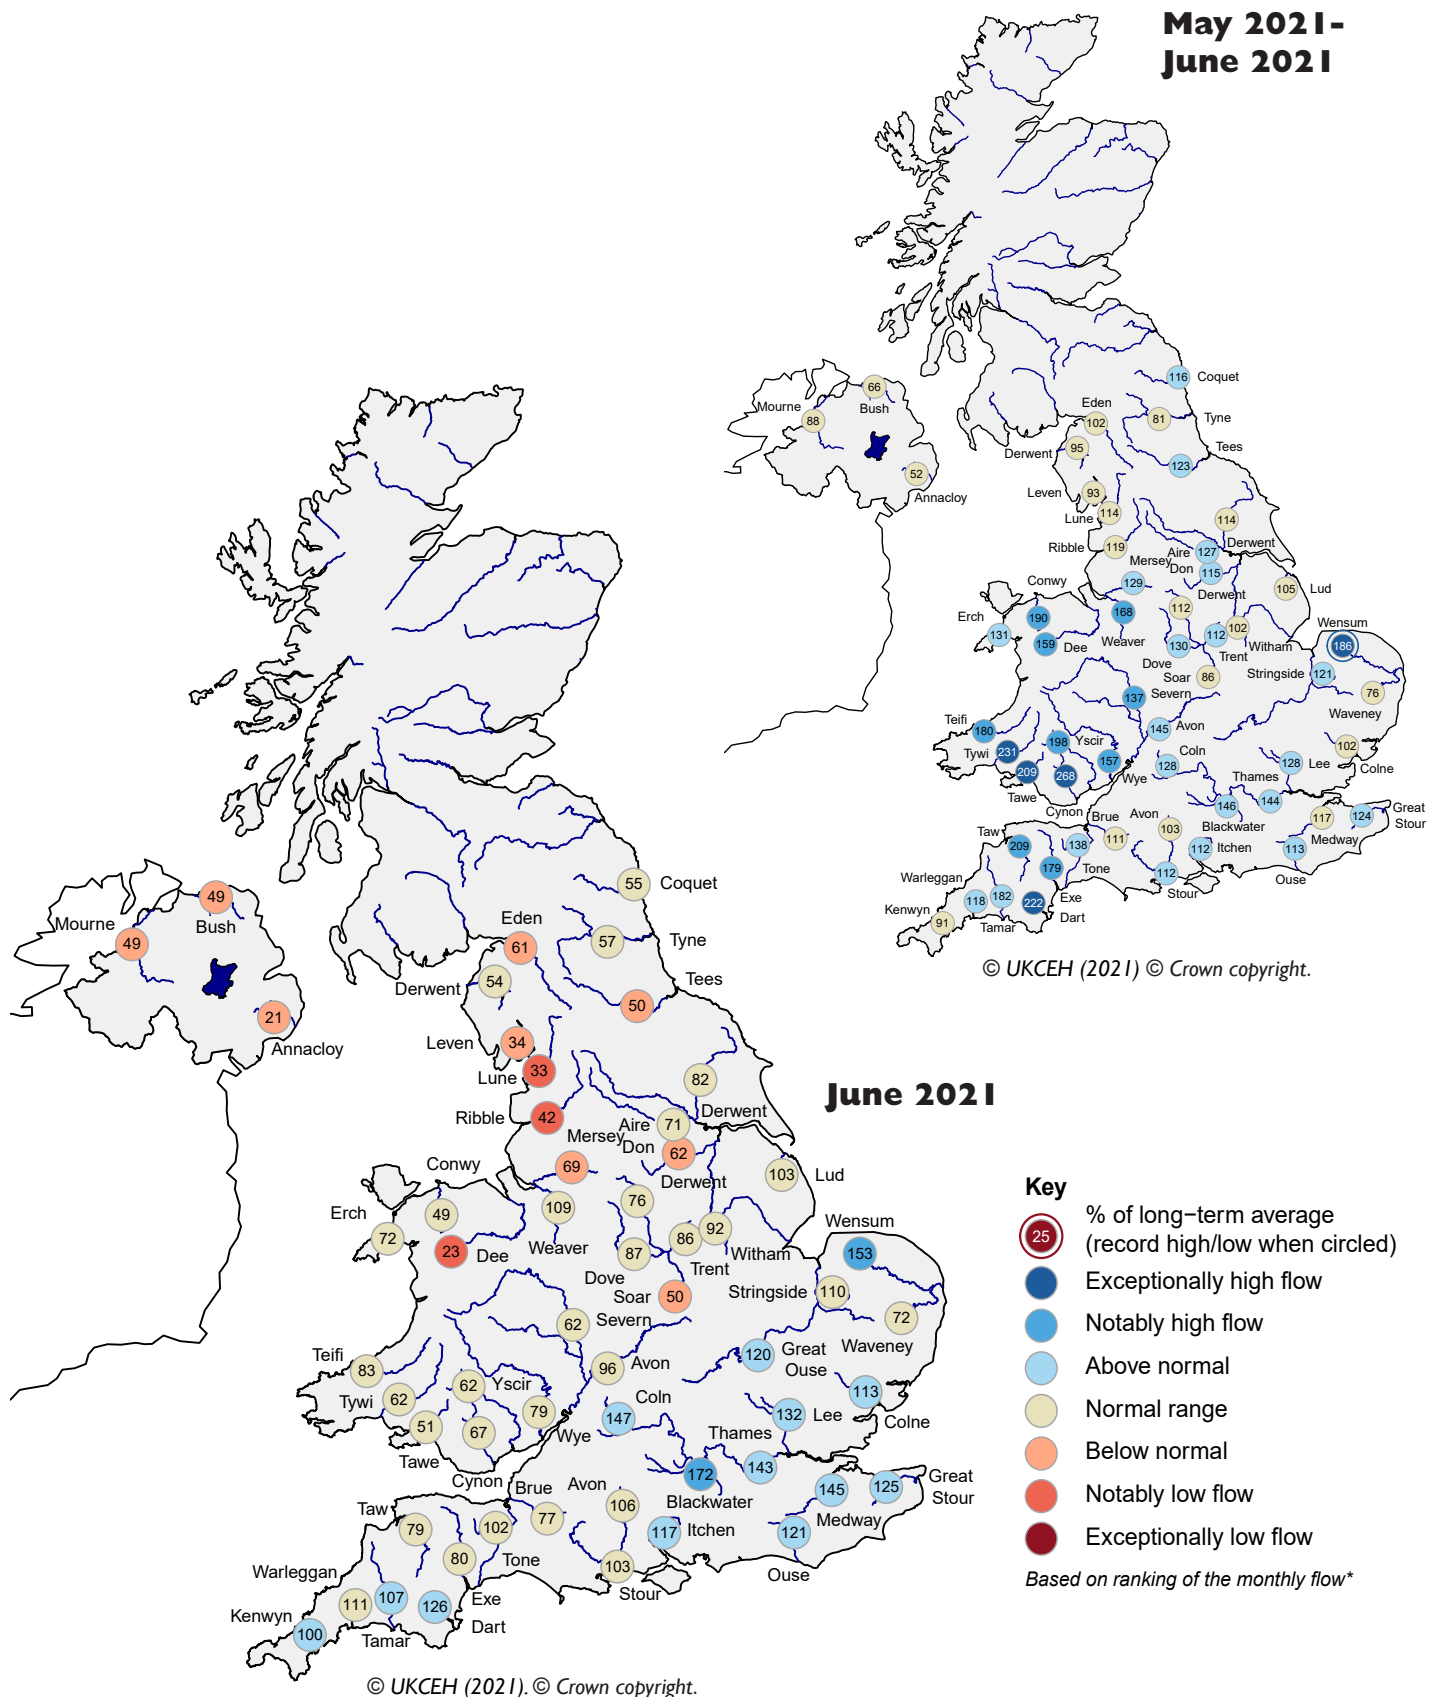 May 2021-
June 2021
116
Coquet
66
Bush
Mourne
88
52
Annacloy
Eden
102
81
Tyne
Derwent
95
Tees
123
Leven
93
Lune
114
114
Derwent
Ribble
119
Aire
127
Mersey
Don
115
129
Derwent
105
Lud
Conwy
190
168
Weaver
112
Erch
131
159
Dee
130
Dove
112
Trent
102
Witham
Wensum
186
Soar
86
Stringside
121
76
Waveney
137
Severn
Teifi
180
145
Avon
Tywi
231
198
Yscir
157
Wye
Coln
128
102
Colne
128
Lee
209
Tawe
268
Cynon
Thames
144
146
Blackwater
Brue
111
Avon
103
117
Medway
124
Great
Stour
Taw
209
138
Tone
112
Itchen
113
Ouse
179
Exe
112
Stour
Warleggan
118
182
Tamar
222
Dart
Kenwyn
91
© UKCEH (2021) © Crown copyright.
June 2021
55
Coquet
49
Bush
Mourne
49
21
Annacloy
Eden
61
57
Tyne
Derwent
54
Tees
50
Leven
34
Lune
33
82
Derwent
Ribble
42
Aire
71
Mersey
Don
62
69
Derwent
103
Lud
Conwy
49
109
Weaver
76
Erch
72
23
Dee
87
Dove
86
Trent
92
Witham
Wensum
153
Soar
50
Stringside
110
72
Waveney
62
Severn
120
Great
Ouse
Teifi
83
96
Avon
Tywi
62
62
Yscir
79
Wye
Coln
147
113
Colne
132
Lee
51
Tawe
67
Cynon
Thames
143
172
Blackwater
Brue
77
Avon
106
145
Medway
125
Great
Stour
Taw
79
102
Tone
117
Itchen
121
Ouse
80
Exe
103
Stour
Warleggan
111
107
Tamar
126
Dart
Kenwyn
100
© UKCEH (2021). © Crown copyright.
Key
25
% of long-term average
(record high/low when circled)
Exceptionally high flow
Notably high flow
Above normal
Normal range
Below normal
Notably low flow
Exceptionally low flow
Based on ranking of the monthly flow*